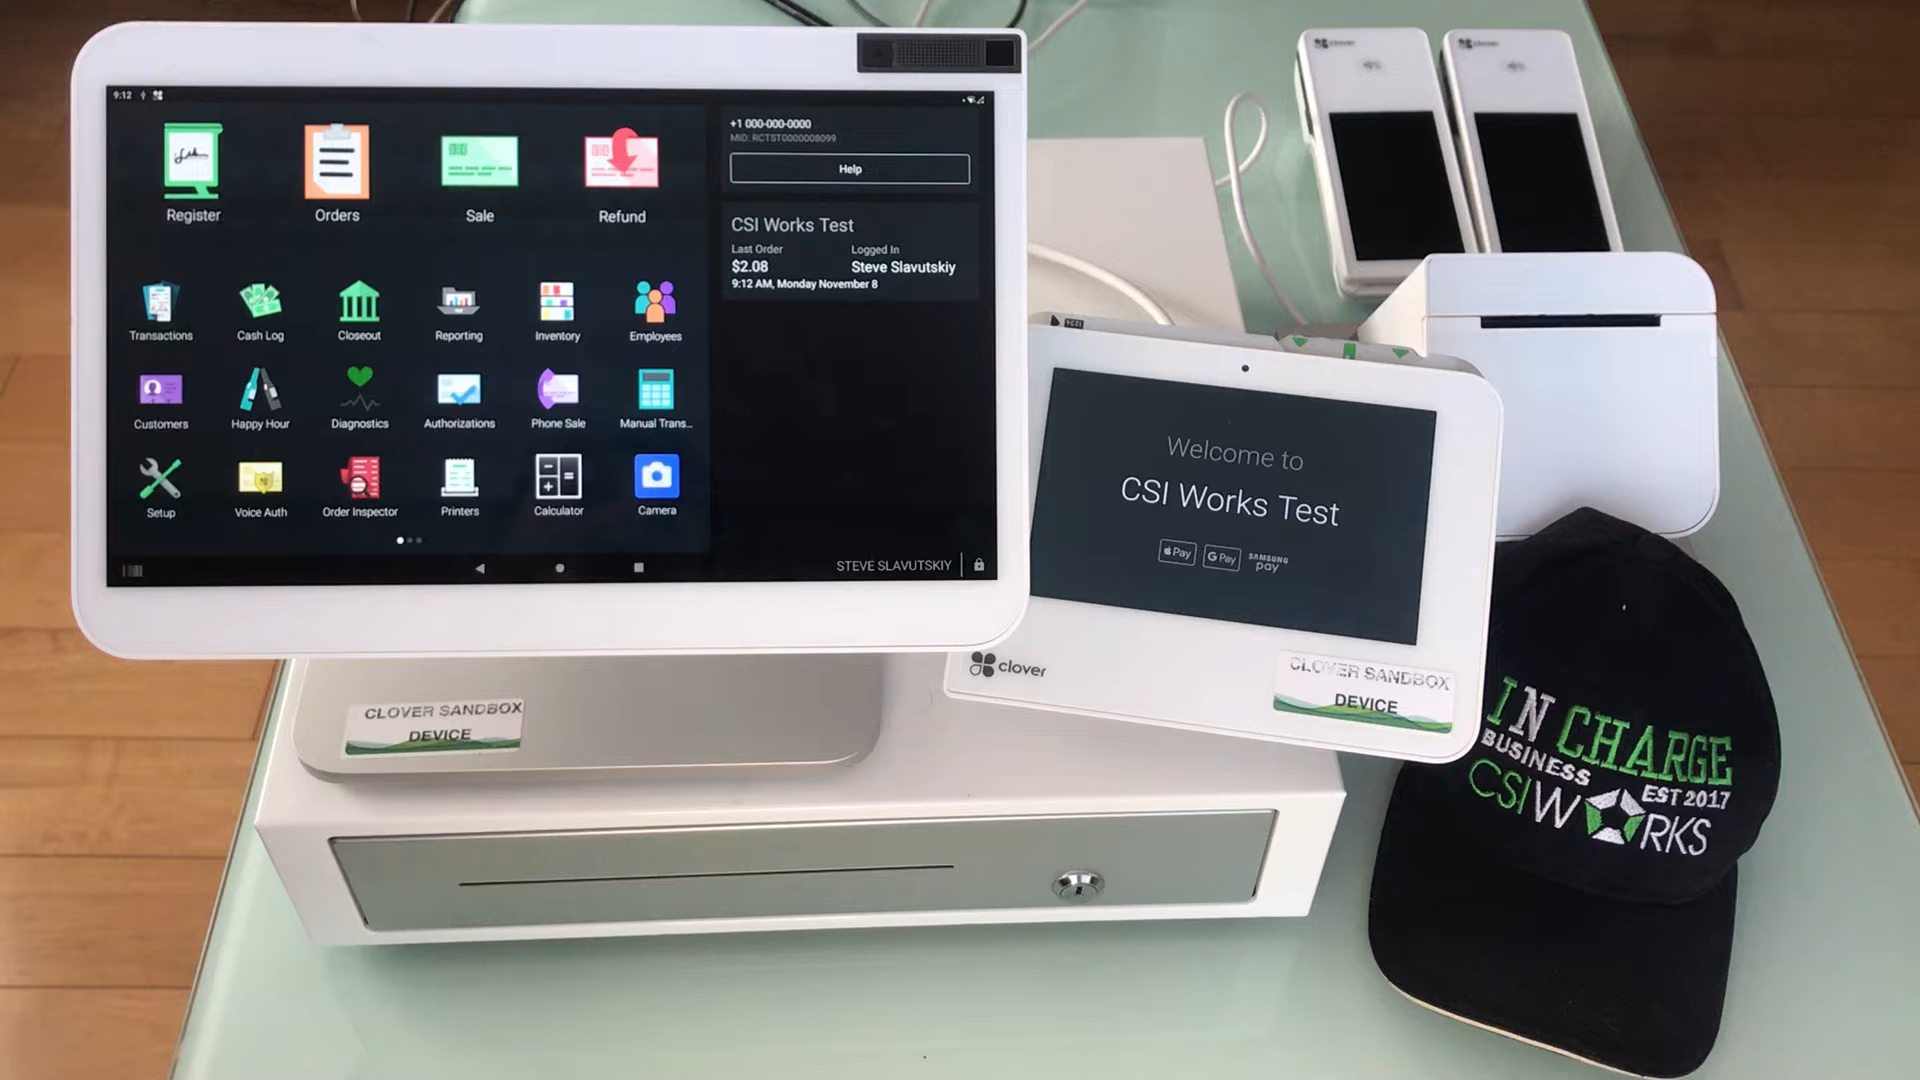 9:12
+1 000-000-0000
MID: RCTST0000008099
Help
Register
Orders
Sale
Refund
CSI Works Test
Last Order
Logged In
$2.08
Steve Slavutskiy
9:12 AM, Monday November 8
Transactions
Cash Log
Closeout
Reporting
Inventory
Employees
Customers
Happy Hour
Diagnostics
Authorizations
Phone Sale
Manual Trans...
Setup
Voice Auth
Order Inspector
Printers
Calculator
Camera
STEVE SLAVUTSKIY
CLOVER SANDBOX
DEVICE
Welcome to
CSI Works Test
Pay
G Pay
SAMSUNG
pay
clover
CLOVER SANDBOX
DEVICE
clover
clover
IN CHARGE
BUSINESS
EST 2017
CSIWORKS